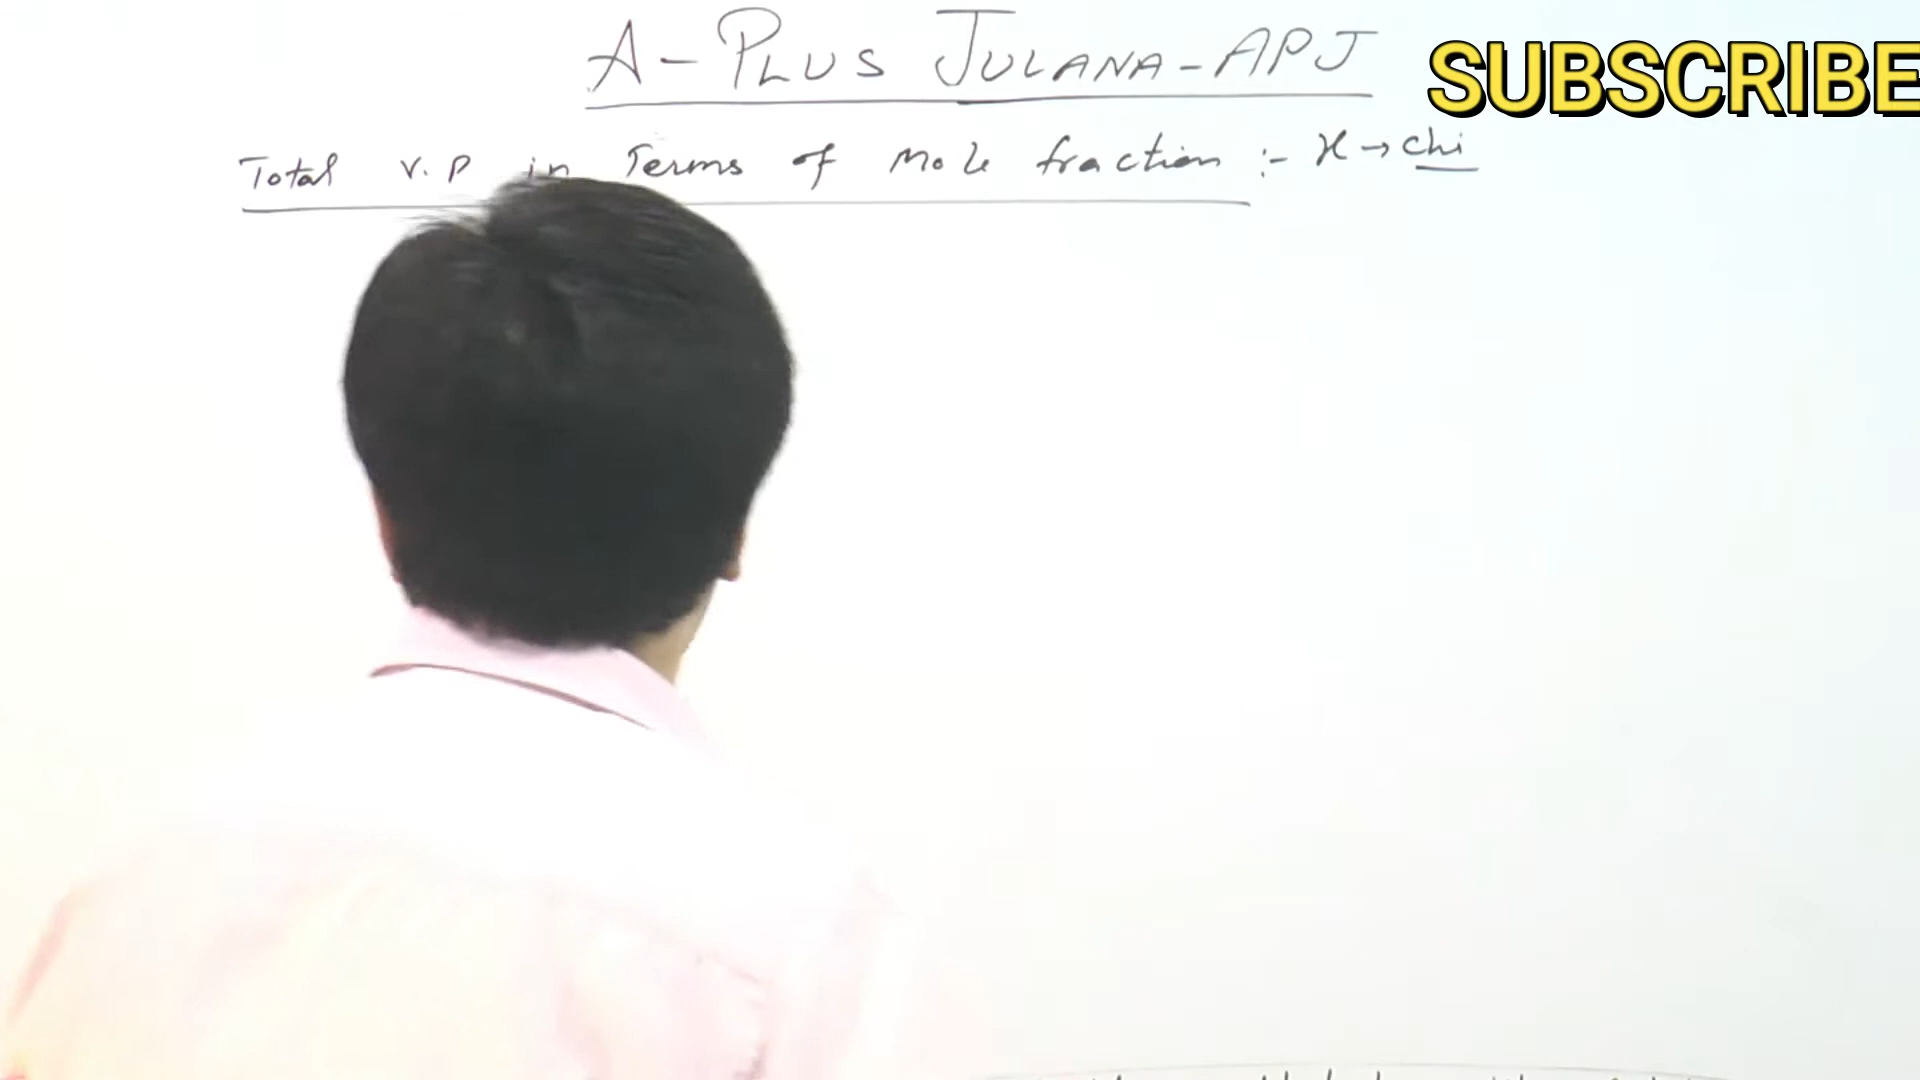 A-PLUS JULANA-APJ
SUBSCRIBE
Total V.P in Terms of Mole fraction :- x → chi